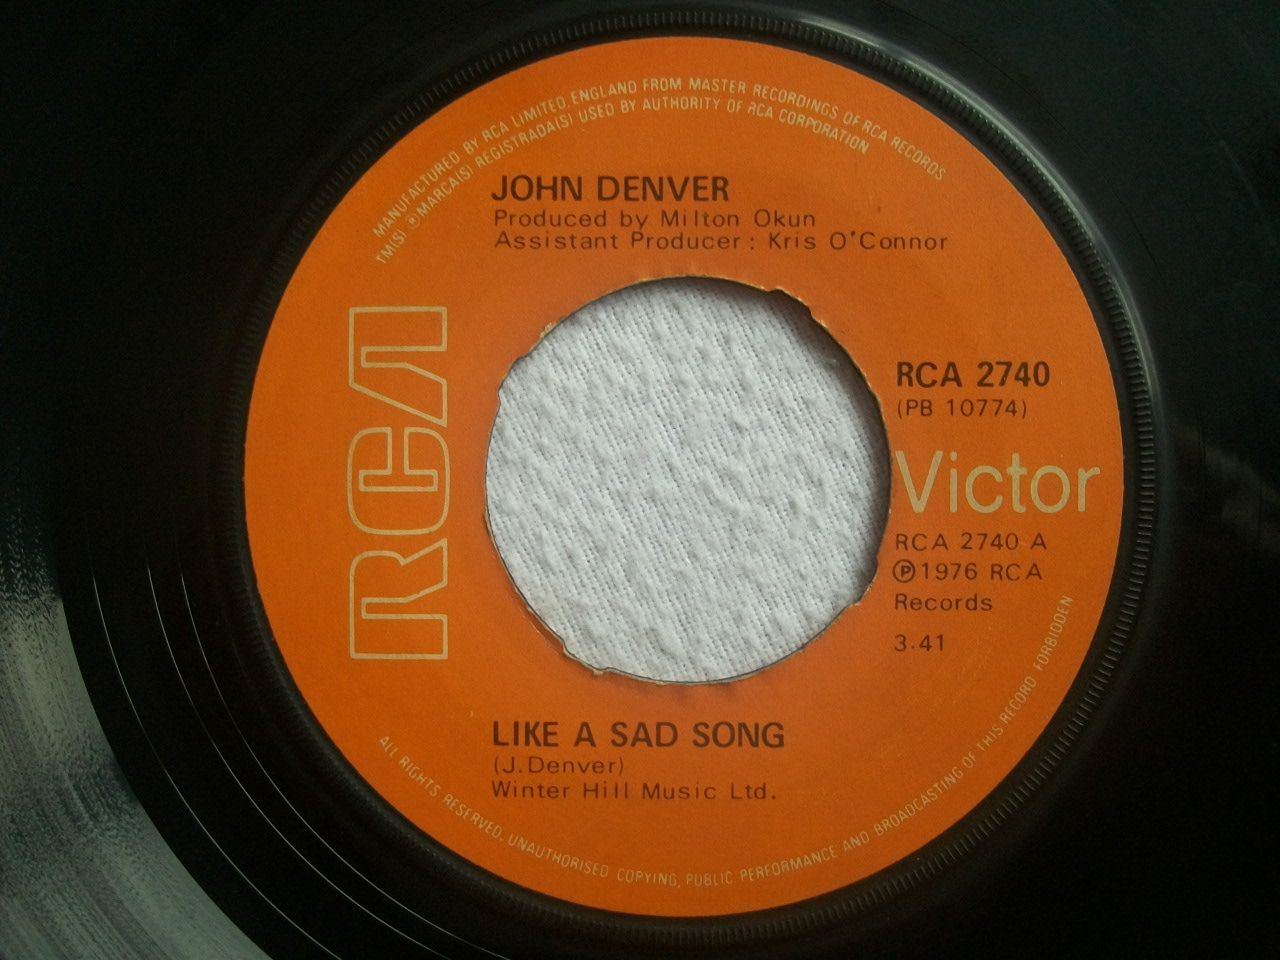 MANUFACTURED BY RCA LIMITED, ENGLAND FROM MASTER RECORDINGS OF RCA RECORDS
TM(S) ® MARCA(S) REGISTRADA(S) USED BY AUTHORITY OF RCA CORPORATION
JOHN DENVER
Produced by Milton Okun
Assistant Producer : Kris O'Connor
RCA
RCA 2740
(PB 10774)
Victor
RCA 2740 A
℗1976 RCA
Records
3.41
LIKE A SAD SONG
(J.Denver)
Winter Hill Music Ltd.
ALL RIGHTS RESERVED. UNAUTHORISED COPYING, PUBLIC PERFORMANCE AND BROADCASTING OF THIS RECORD FORBIDDEN